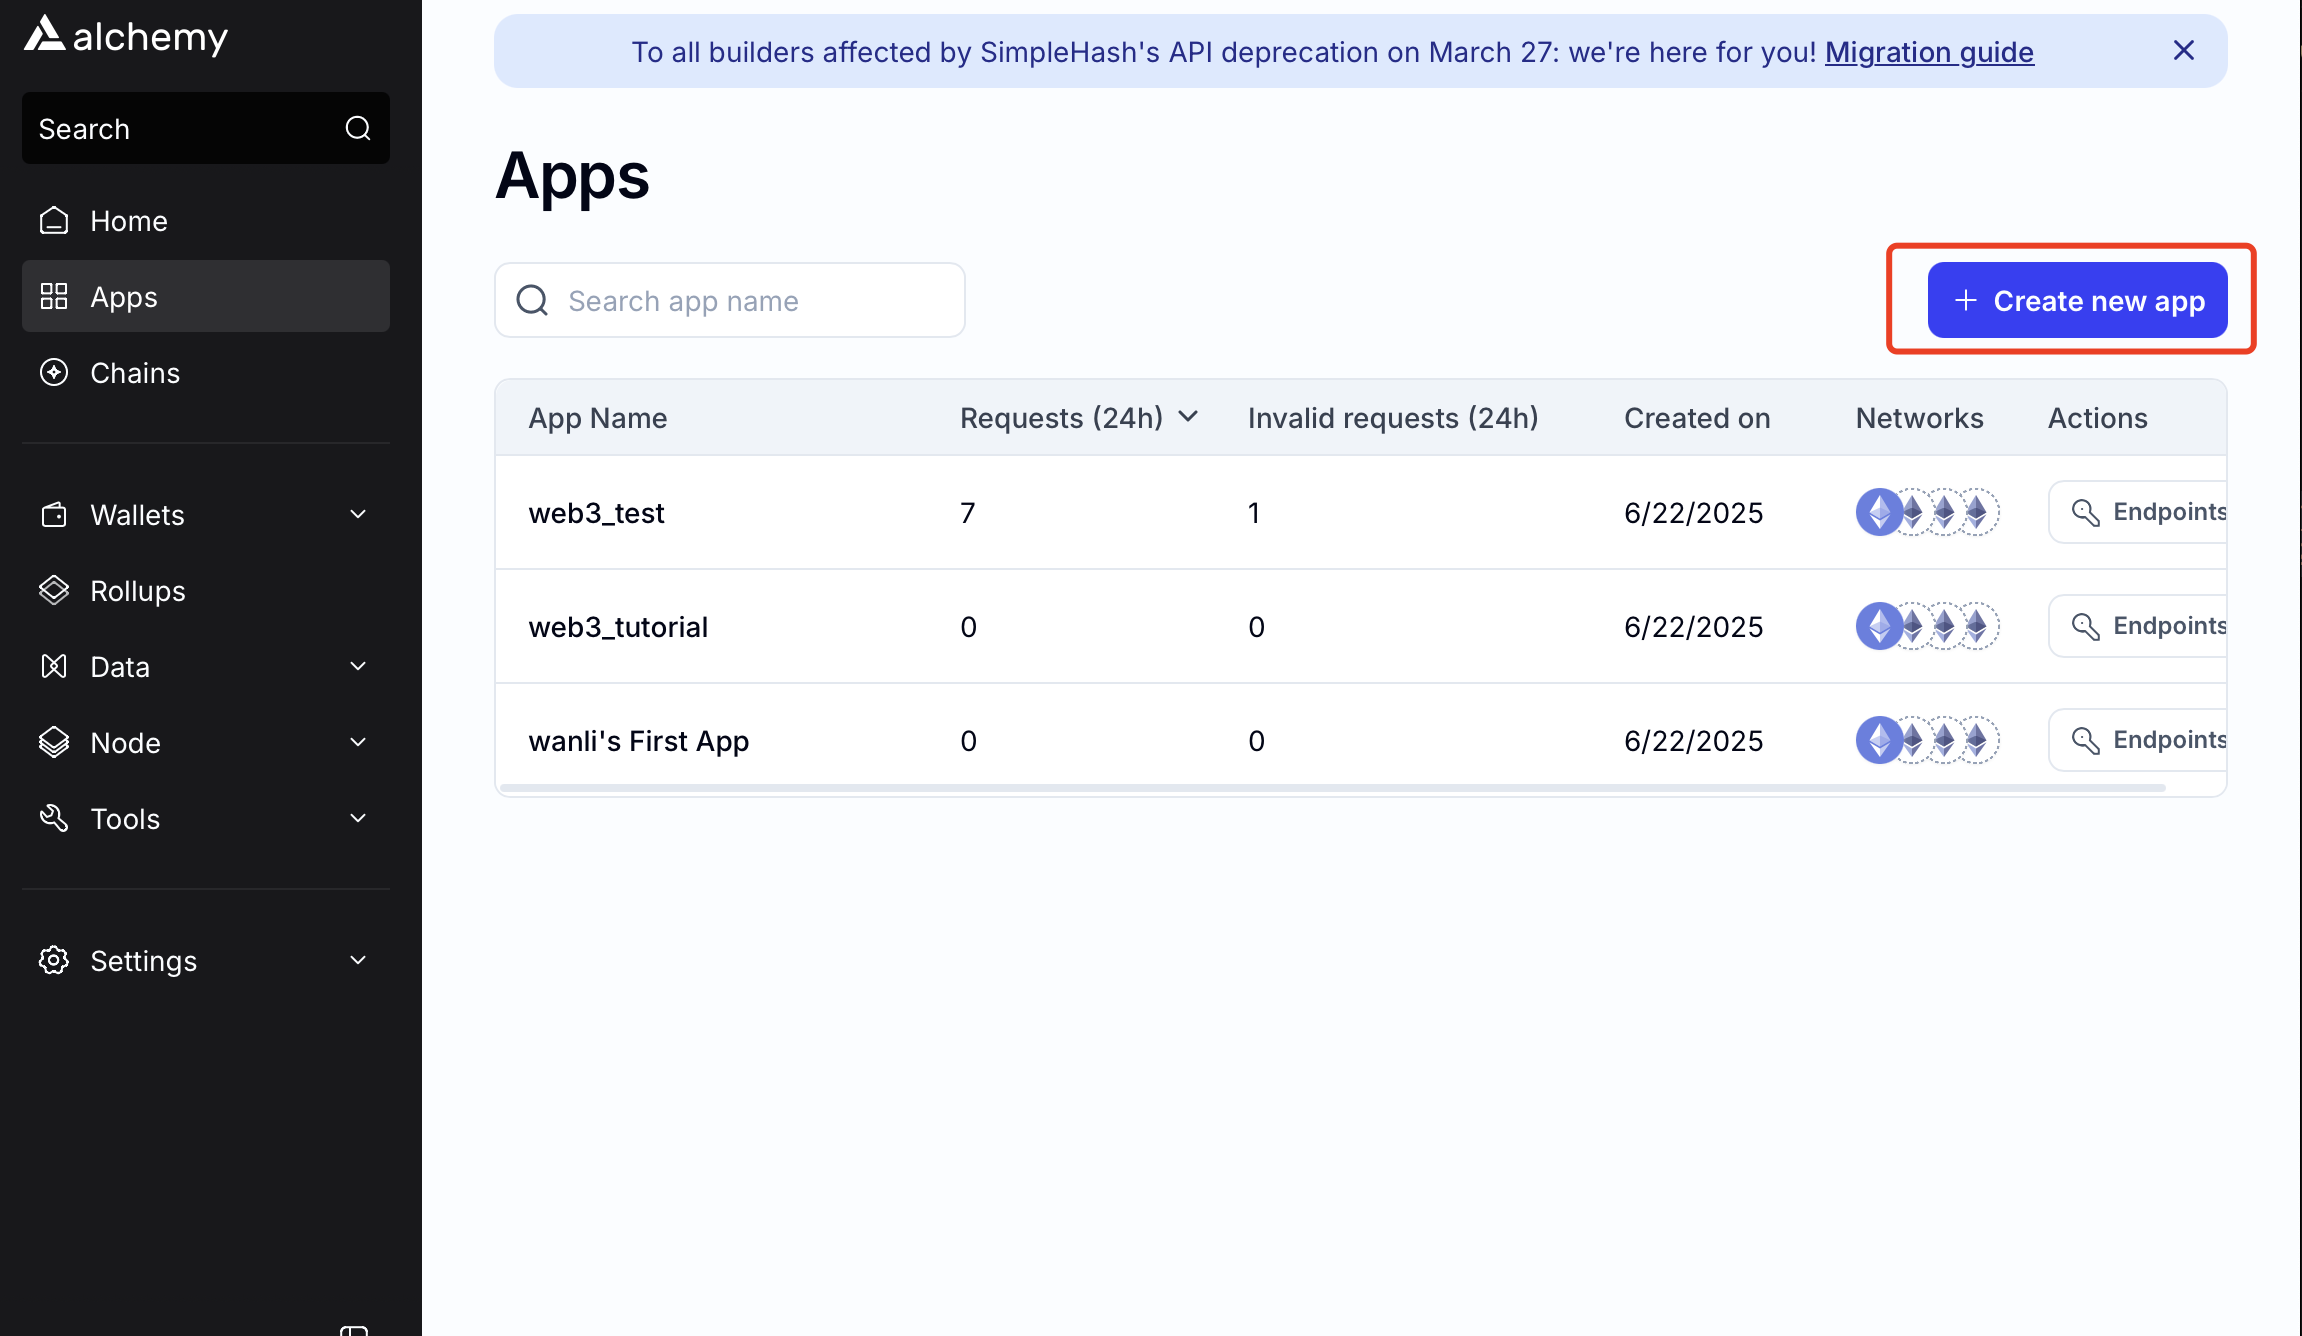 alchemy
Search
Home
Apps
Chains
Wallets
Rollups
Data
Node
Tools
Settings
To all builders affected by SimpleHash's API deprecation on March 27: we're here for you! Migration guide
Apps
Search app name
+ Create new app
App Name Requests (24h) Invalid requests (24h) Created on Networks Actions
web3_test 7 1 6/22/2025 Endpoints
web3_tutorial 0 0 6/22/2025 Endpoints
wanli's First App 0 0 6/22/2025 Endpoints